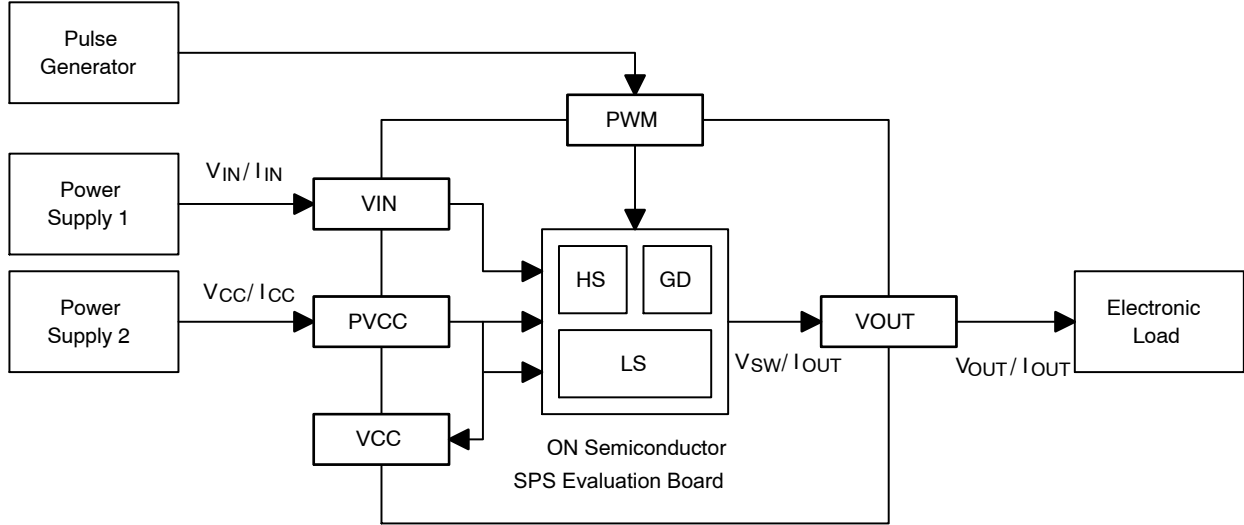 Pulse
Generator
PWM
Power
Supply 1
VIN / IIN
VIN
Power
Supply 2
VCC / ICC
PVCC
HS
GD
LS
VOUT
VSW / IOUT
VOUT / IOUT
Electronic
Load
VCC
ON Semiconductor
SPS Evaluation Board